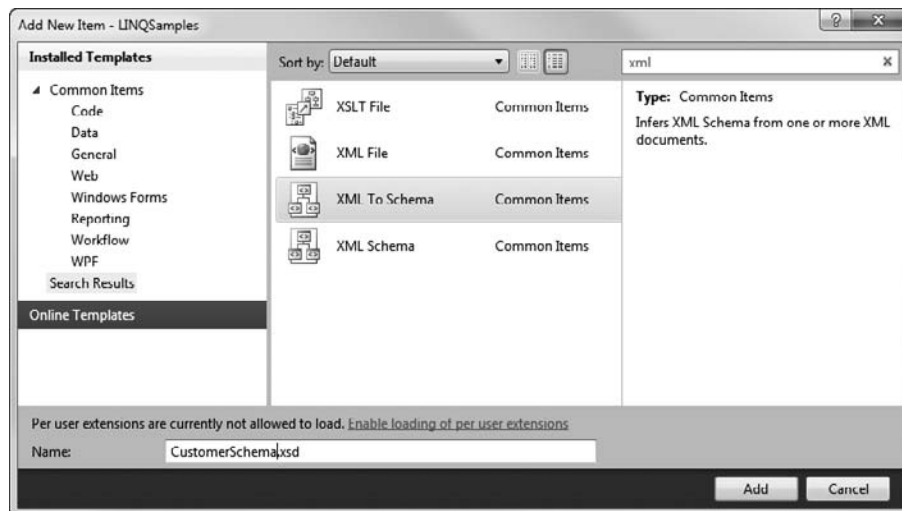 Add New Item - LINQSamples
Installed Templates
Common Items
Code
Data
General
Web
Windows Forms
Reporting
Workflow
WPF
Search Results
Online Templates
Sort by: Default
XSLT File Common Items
XML File Common Items
XML To Schema Common Items
XML Schema Common Items
xml
Type: Common Items
Infers XML Schema from one or more XML
documents.
Per user extensions are currently not allowed to load. Enable loading of per user extensions
Name: CustomerSchema.xsd
Add Cancel